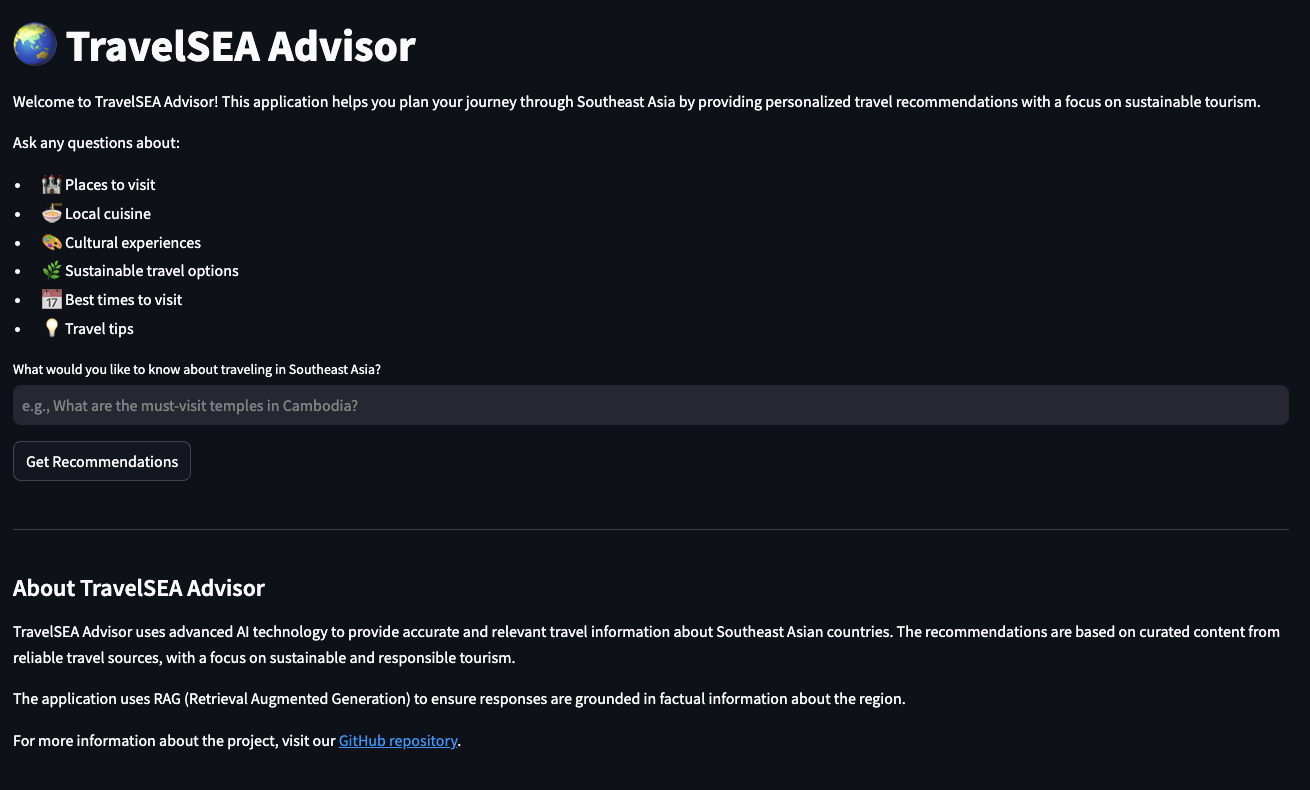 TravelSEA Advisor
Welcome to TravelSEA Advisor! This application helps you plan your journey through Southeast Asia by providing personalized travel recommendations with a focus on sustainable tourism.
Ask any questions about:
• 🏰 Places to visit
• 🍜 Local cuisine
• 🎨 Cultural experiences
• 🌿 Sustainable travel options
• 📅 Best times to visit
• 💡 Travel tips
What would you like to know about traveling in Southeast Asia?
e.g., What are the must-visit temples in Cambodia?
Get Recommendations
About TravelSEA Advisor
TravelSEA Advisor uses advanced AI technology to provide accurate and relevant travel information about Southeast Asian countries. The recommendations are based on curated content from
reliable travel sources, with a focus on sustainable and responsible tourism.
The application uses RAG (Retrieval Augmented Generation) to ensure responses are grounded in factual information about the region.
For more information about the project, visit our GitHub repository.